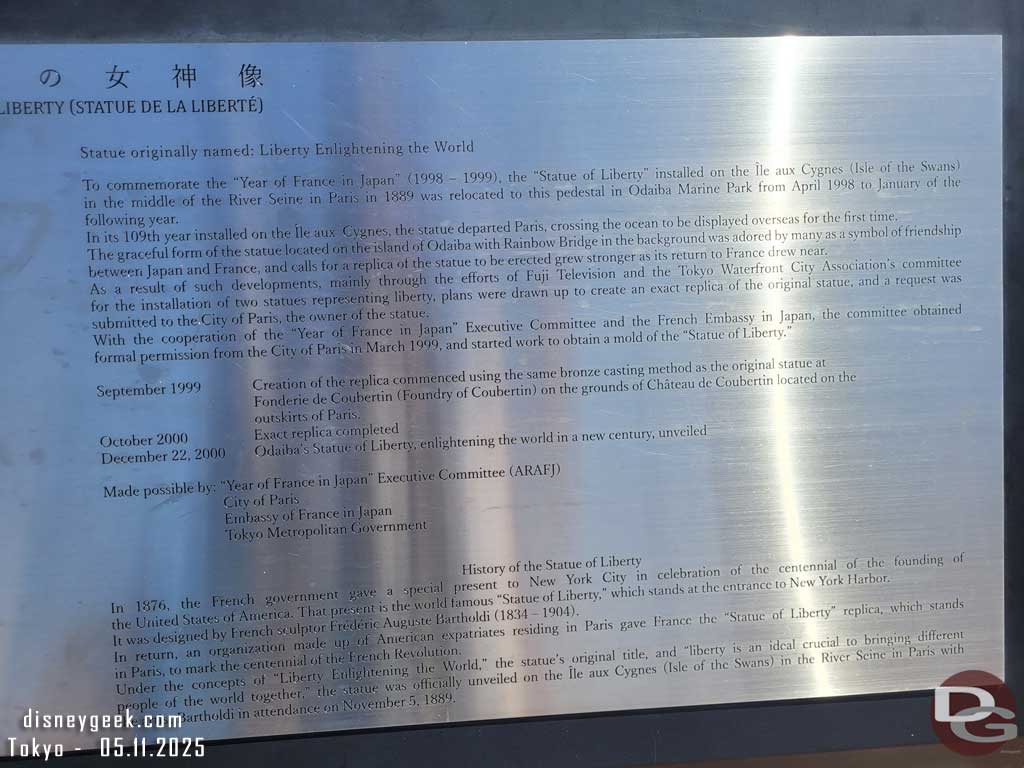 の女神像
LIBERTY (STATUE DE LA LIBERTÉ)
Statue originally named: Liberty Enlightening the World
To commemorate the “Year of France in Japan” (1998 – 1999), the “Statue of Liberty” installed on the Île aux Cygnes (Isle of the Swans)
in the middle of the River Seine in Paris in 1889 was relocated to this pedestal in Odaiba Marine Park from April 1998 to January of the
following year.
In its 109th year installed on the Île aux Cygnes, the statue departed Paris, crossing the ocean to be displayed overseas for the first time.
The graceful form of the statue located on the island of Odaiba with Rainbow Bridge in the background was adored by many as a symbol of friendship
between Japan and France, and calls for a replica of the statue to be erected grew stronger as its return to France drew near.
As a result of such developments, mainly through the efforts of Fuji Television and the Tokyo Waterfront City Association's committee
for the installation of two statues representing liberty, plans were drawn up to create an exact replica of the original statue, and a request was
submitted to the City of Paris, the owner of the statue.
With the cooperation of the “Year of France in Japan” Executive Committee and the French Embassy in Japan, the committee obtained
formal permission from the City of Paris in March 1999, and started work to obtain a mold of the “Statue of Liberty.”
September 1999 Creation of the replica commenced using the same bronze casting method as the original statue at
Fonderie de Coubertin (Foundry of Coubertin) on the grounds of Château de Coubertin located on the
outskirts of Paris.
October 2000 Exact replica completed
December 22, 2000 Odaiba's Statue of Liberty, enlightening the world in a new century, unveiled
Made possible by: “Year of France in Japan” Executive Committee (ARAFJ)
City of Paris
Embassy of France in Japan
Tokyo Metropolitan Government
History of the Statue of Liberty
In 1876, the French government gave a special present to New York City in celebration of the centennial of the founding of
the United States of America. That present is the world famous “Statue of Liberty,” which stands at the entrance to New York Harbor.
It was designed by French sculptor Frédéric Auguste Bartholdi (1834 – 1904).
In return, an organization made up of American expatriates residing in Paris gave France the “Statue of Liberty” replica, which stands
in Paris, to mark the centennial of the French Revolution.
Under the concepts of “Liberty Enlightening the World,” the statue's original title, and “liberty is an ideal crucial to bringing different
people of the world together,” the statue was officially unveiled on the Île aux Cygnes (Isle of the Swans) in the River Seine in Paris with
Bartholdi in attendance on November 5, 1889.
disneygeek.com
Tokyo - 05.11.2025
DG